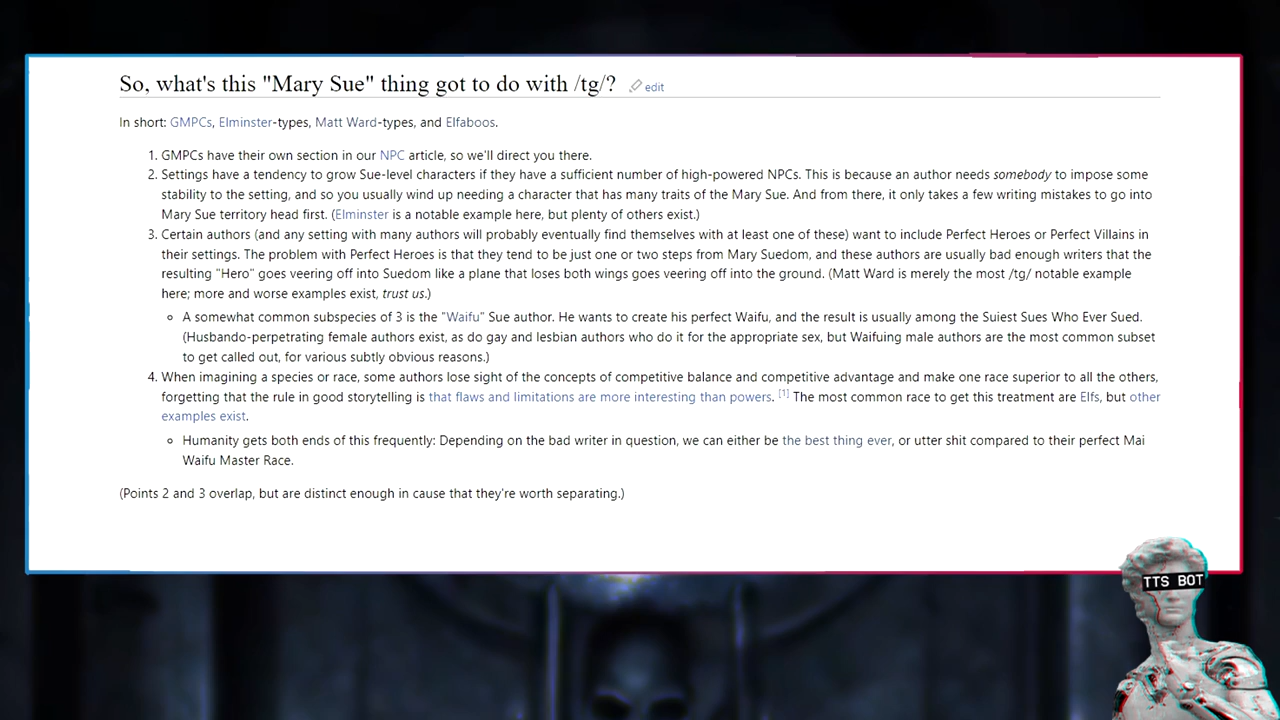 So, what's this "Mary Sue" thing got to do with /tg/? edit
In short: GMPCs, Elminster-types, Matt Ward-types, and Elfaboos.
1. GMPCs have their own section in our NPC article, so we'll direct you there.
2. Settings have a tendency to grow Sue-level characters if they have a sufficient number of high-powered NPCs. This is because an author needs somebody to impose some
stability to the setting, and so you usually wind up needing a character that has many traits of the Mary Sue. And from there, it only takes a few writing mistakes to go into
Mary Sue territory head first. (Elminster is a notable example here, but plenty of others exist.)
3. Certain authors (and any setting with many authors will probably eventually find themselves with at least one of these) want to include Perfect Heroes or Perfect Villains in
their settings. The problem with Perfect Heroes is that they tend to be just one or two steps from Mary Suedom, and these authors are usually bad enough writers that the
resulting "Hero" goes veering off into Suedom like a plane that loses both wings goes veering off into the ground. (Matt Ward is merely the most /tg/ notable example
here; more and worse examples exist, trust us.)
A somewhat common subspecies of 3 is the "Waifu" Sue author. He wants to create his perfect Waifu, and the result is usually among the Suiest Sues Who Ever Sued.
(Husbando-perpetrating female authors exist, as do gay and lesbian authors who do it for the appropriate sex, but Waifuing male authors are the most common subset
to get called out, for various subtly obvious reasons.)
4. When imagining a species or race, some authors lose sight of the concepts of competitive balance and competitive advantage and make one race superior to all the others,
forgetting that the rule in good storytelling is that flaws and limitations are more interesting than powers. [1] The most common race to get this treatment are Elfs, but other
examples exist.
Humanity gets both ends of this frequently: Depending on the bad writer in question, we can either be the best thing ever, or utter shit compared to their perfect Mai
Waifu Master Race.
(Points 2 and 3 overlap, but are distinct enough in cause that they're worth separating.)
TTS BOT